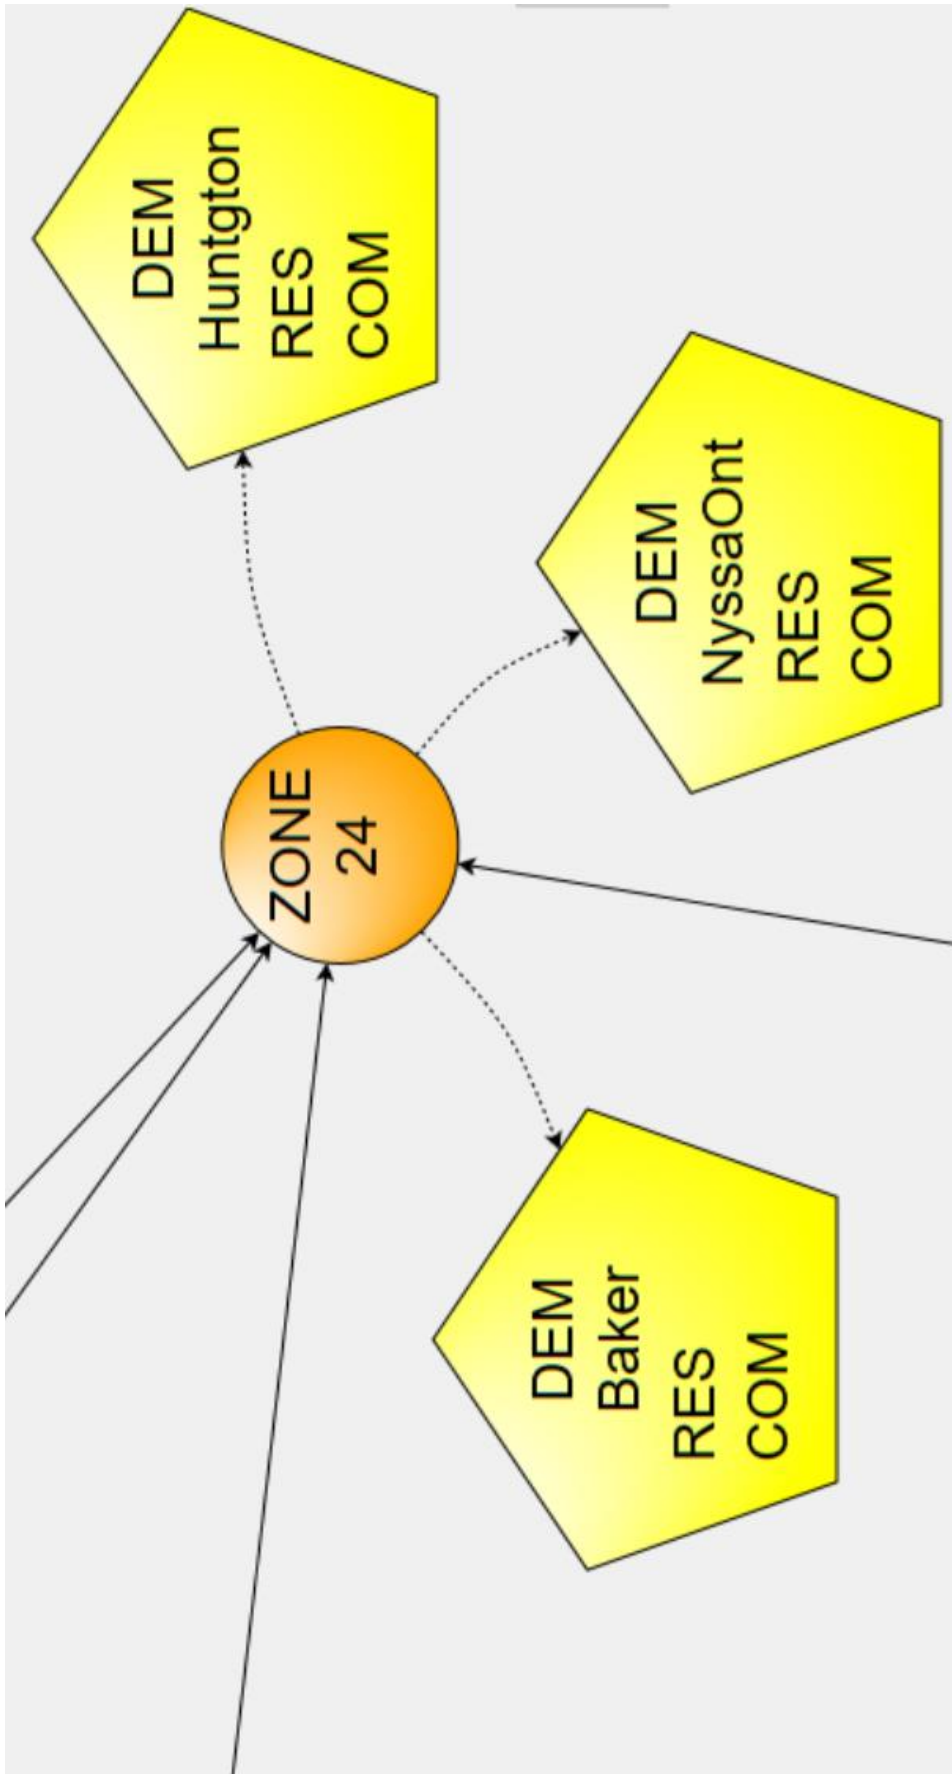 DEM
Huntgton
RES
COM
DEM
NyssaOnt
RES
COM
ZONE
24
DEM
Baker
RES
COM